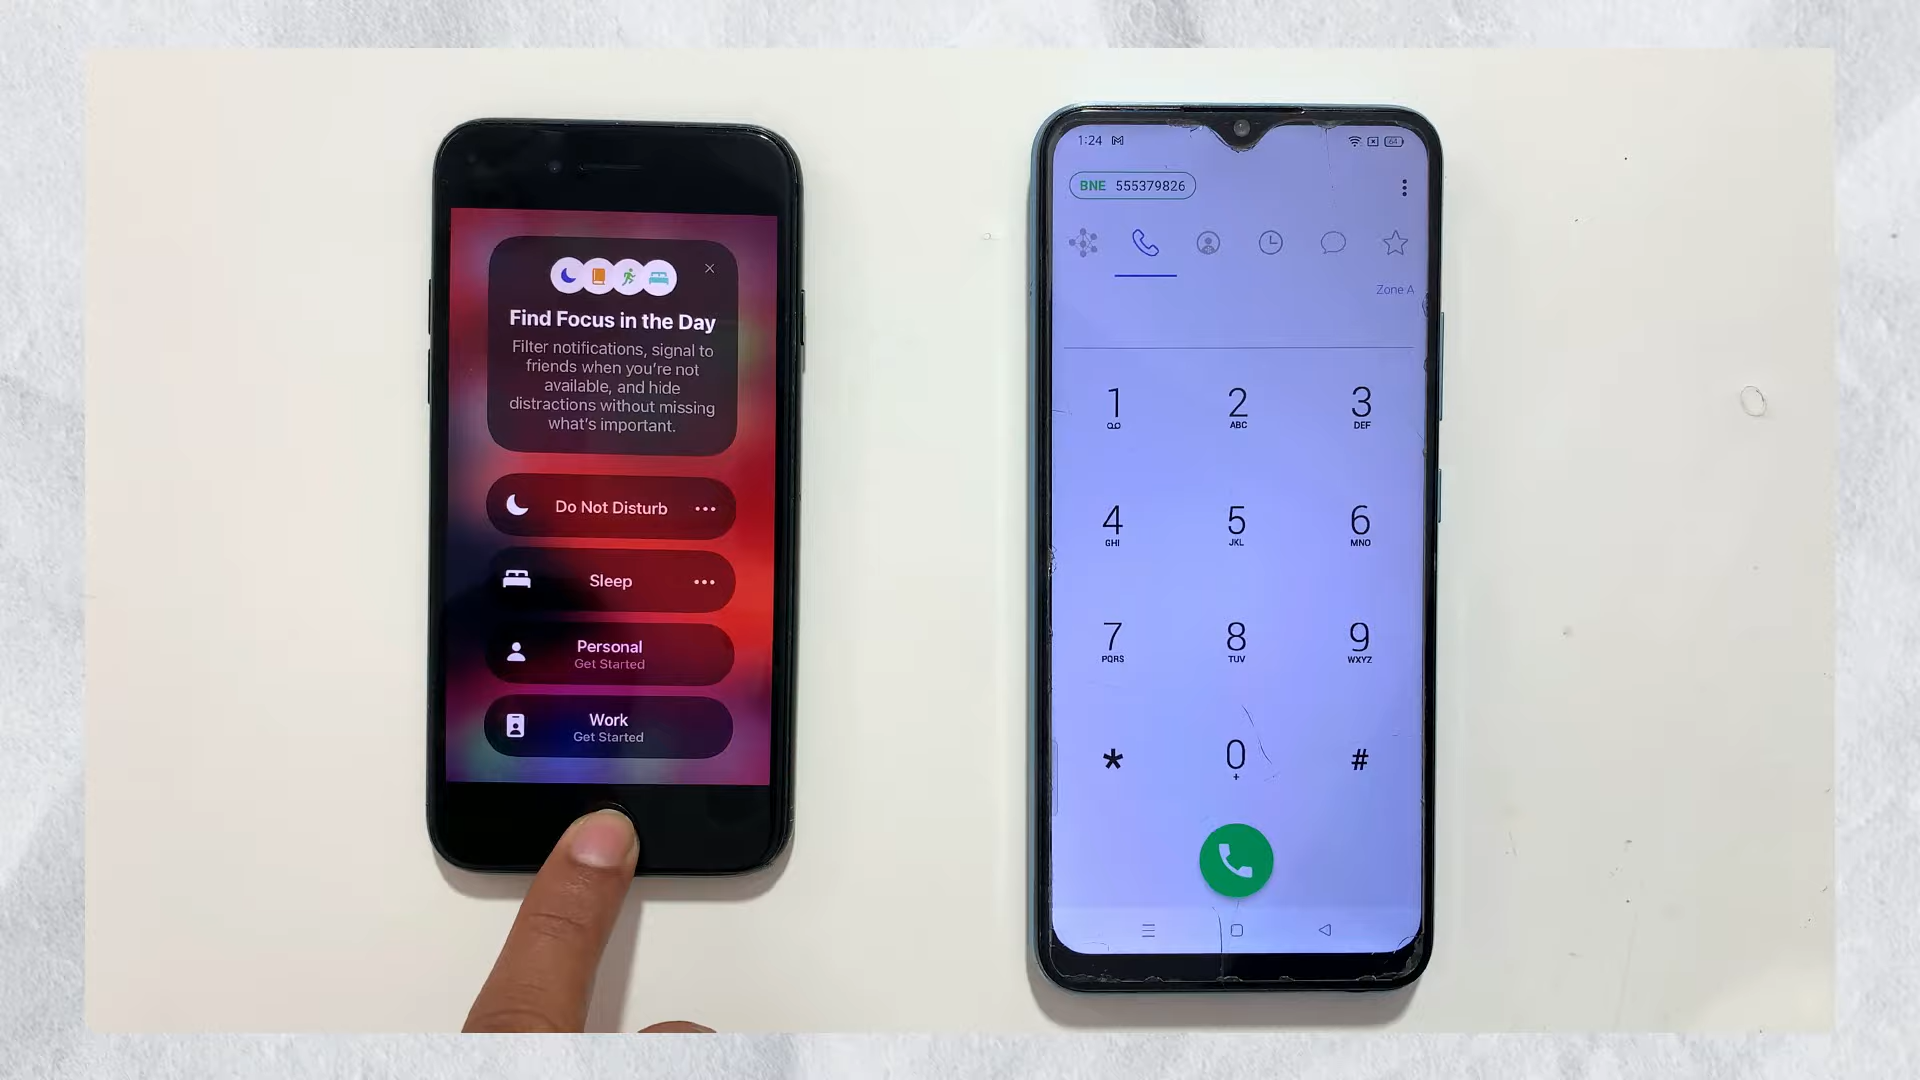 Find Focus in the Day
Filter notifications, signal to
friends when you're not
available, and hide
distractions without missing
what's important.
Do Not Disturb
Sleep
Personal
Get Started
Work
Get Started
1:24
64
BNE 555379826
Zone A
1
2
ABC
3
DEF
4
GHI
5
JKL
6
MNO
7
PQRS
8
TUV
9
WXYZ
*
0
+
#